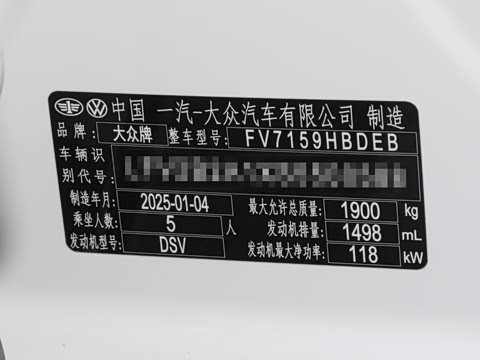 中国 一汽-大众汽车有限公司 制造
品牌: 大众牌 整车型号: FV7159HBDEB
车辆识
别代号:
制造年月: 2025-01-04 最大允许总质量: 1900 kg
乘坐人数: 5 人 发动机排量: 1498 mL
发动机型号: DSV 发动机最大净功率: 118 kW